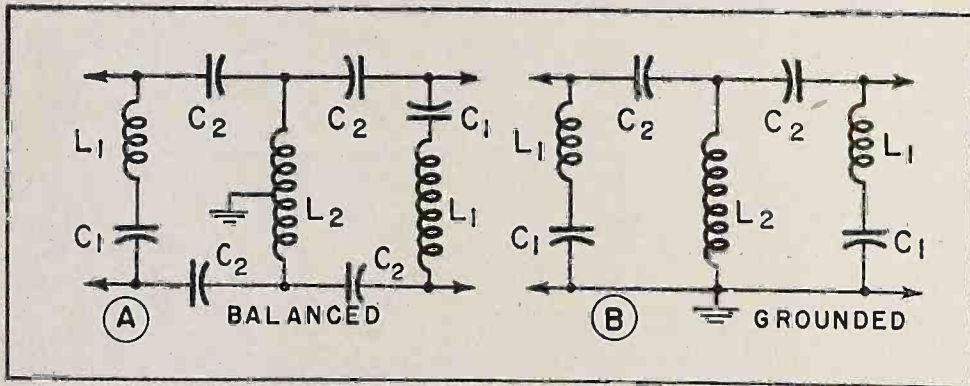 C2 C2 C1
L1
L2 L1
C1
C2 C2
A BALANCED
C2 C2
L1 L1
L2
C1 C1
B GROUNDED